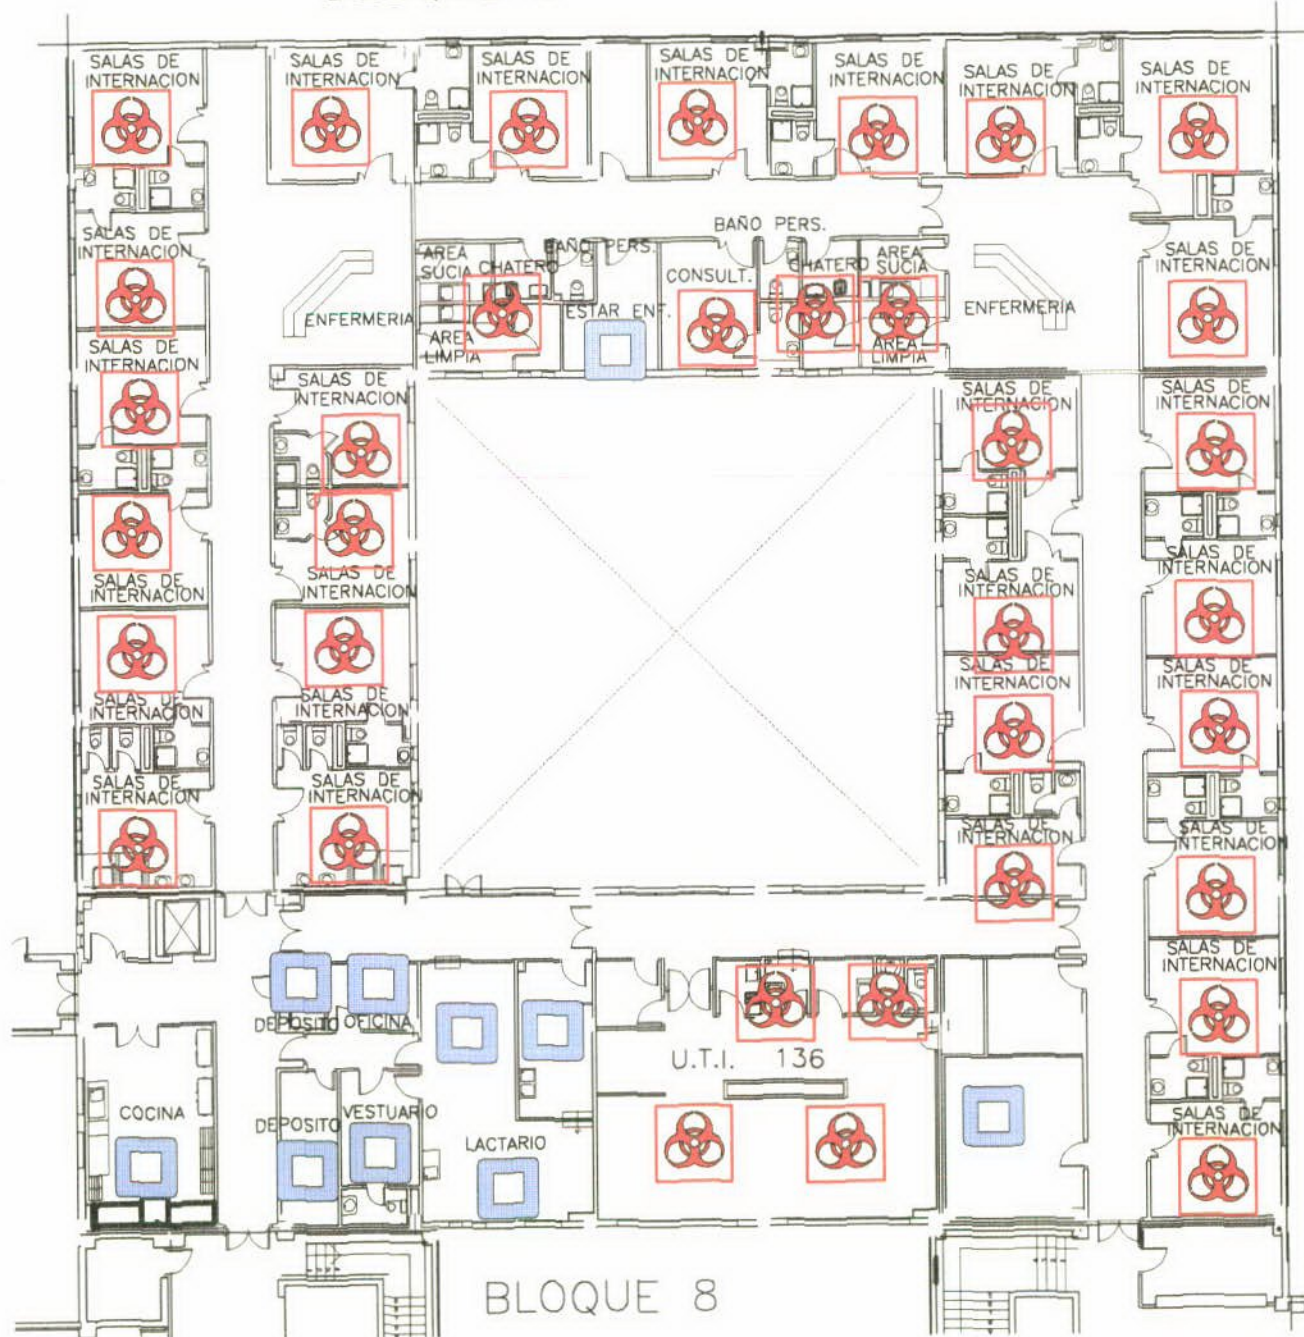 SALAS DE
INTERNACION
SALAS DE
INTERNACION
SALAS DE
INTERNACION
SALAS DE
INTERNACION
SALAS DE
INTERNACION
SALAS DE
INTERNACION
SALAS DE
INTERNACION
SALAS DE
INTERNACION
AREA
SUCIA
CHATERO
BAÑO PERS.
ESTAR ENF.
CONSULT.
BAÑO PERS.
CHATERO
AREA
SUCIA
SALAS DE
INTERNACION
ENFERMERIA
AREA
LIMPIA
AREA
LIMPIA
ENFERMERIA
SALAS DE
INTERNACION
SALAS DE
INTERNACION
SALAS DE
INTERNACION
SALAS DE
INTERNACION
SALAS DE
INTERNACION
SALAS DE
INTERNACION
SALAS DE
INTERNACION
SALAS DE
INTERNACION
SALAS DE
INTERNACION
SALAS DE
INTERNACION
SALAS DE
INTERNACION
SALAS DE
INTERNACION
SALAS DE
INTERNACION
SALAS DE
INTERNACION
SALAS DE
INTERNACION
SALAS DE
INTERNACION
SALAS DE
INTERNACION
DEPOSITO
OFICINA
U.T.I. 136
COCINA
DEPOSITO
VESTUARIO
LACTARIO
SALAS DE
INTERNACION
BLOQUE 8